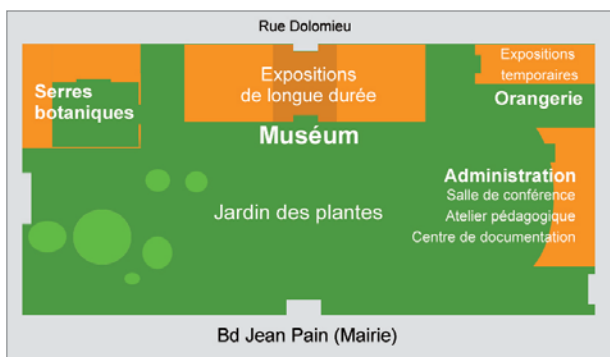 Rue Dolomieu
Serres
botaniques
Expositions
de longue durée
Muséum
Expositions
temporaires
Orangerie
Administration
Salle de conférence
Atelier pédagogique
Centre de documentation
Jardin des plantes
Bd Jean Pain (Mairie)